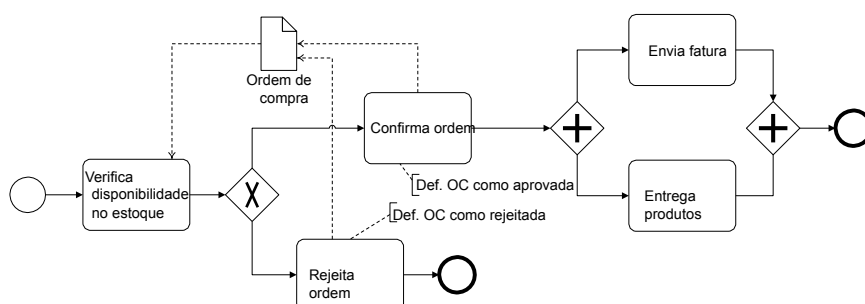 Envia fatura
Ordem de
compra
Confirma ordem
Verifica
disponibilidade
no estoque
Def. OC como aprovada
Entrega
produtos
Def. OC como rejeitada
Rejeita
ordem